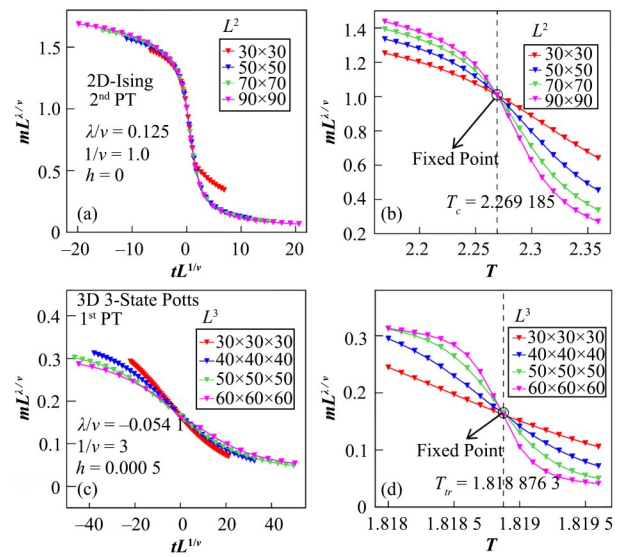 (a)
L²
30×30
50×50
70×70
90×90
2D-Ising
2nd PT
λ/ν = 0.125
1/ν = 1.0
h = 0
1.5
1.0
0.5
0
mL^λ/ν
−20
−10
0
10
20
tL^1/ν
L²
30×30
50×50
70×70
90×90
Fixed Point
T_c = 2.269 185
(b)
1.4
1.2
1.0
0.8
0.6
0.4
0.2
mL^λ/ν
2.2
2.25
2.3
2.35
T
3D 3-State Potts
1st PT
L³
30×30×30
40×40×40
50×50×50
60×60×60
λ/ν = −0.054 1
1/ν = 3
h = 0.000 5
(c)
0.4
0.3
0.2
0.1
0
mL^λ/ν
−40
−20
0
20
40
tL^1/ν
L³
30×30×30
40×40×40
50×50×50
60×60×60
Fixed Point
T_tr = 1.818 876 3
(d)
0.4
0.3
0.2
0.1
0
mL^λ/ν
1.818
1.818 5
1.819
1.819 5
T